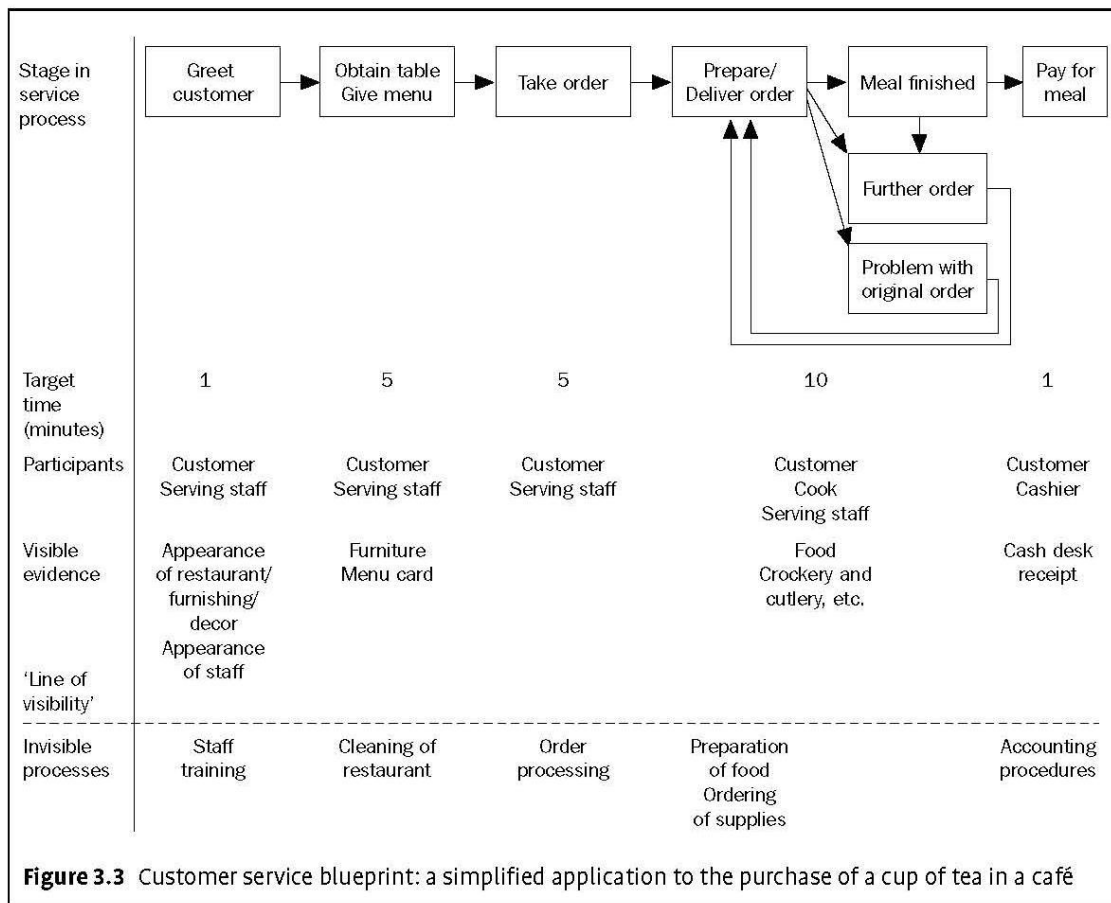 Stage in
service
process
Greet
customer
Obtain table
Give menu
Take order
Prepare/
Deliver order
Meal finished
Pay for
meal
Further order
Problem with
original order
Target
time
(minutes)
1
5
5
10
1
Participants
Customer
Serving staff
Customer
Serving staff
Customer
Serving staff
Customer
Cook
Serving staff
Customer
Cashier
Visible
evidence
Appearance
of restaurant/
furnishing/
decor
Appearance
of staff
Furniture
Menu card
Food
Crockery and
cutlery, etc.
Cash desk
receipt
‘Line of
visibility’
Invisible
processes
Staff
training
Cleaning of
restaurant
Order
processing
Preparation
of food
Ordering
of supplies
Accounting
procedures
Figure 3.3 Customer service blueprint: a simplified application to the purchase of a cup of tea in a café